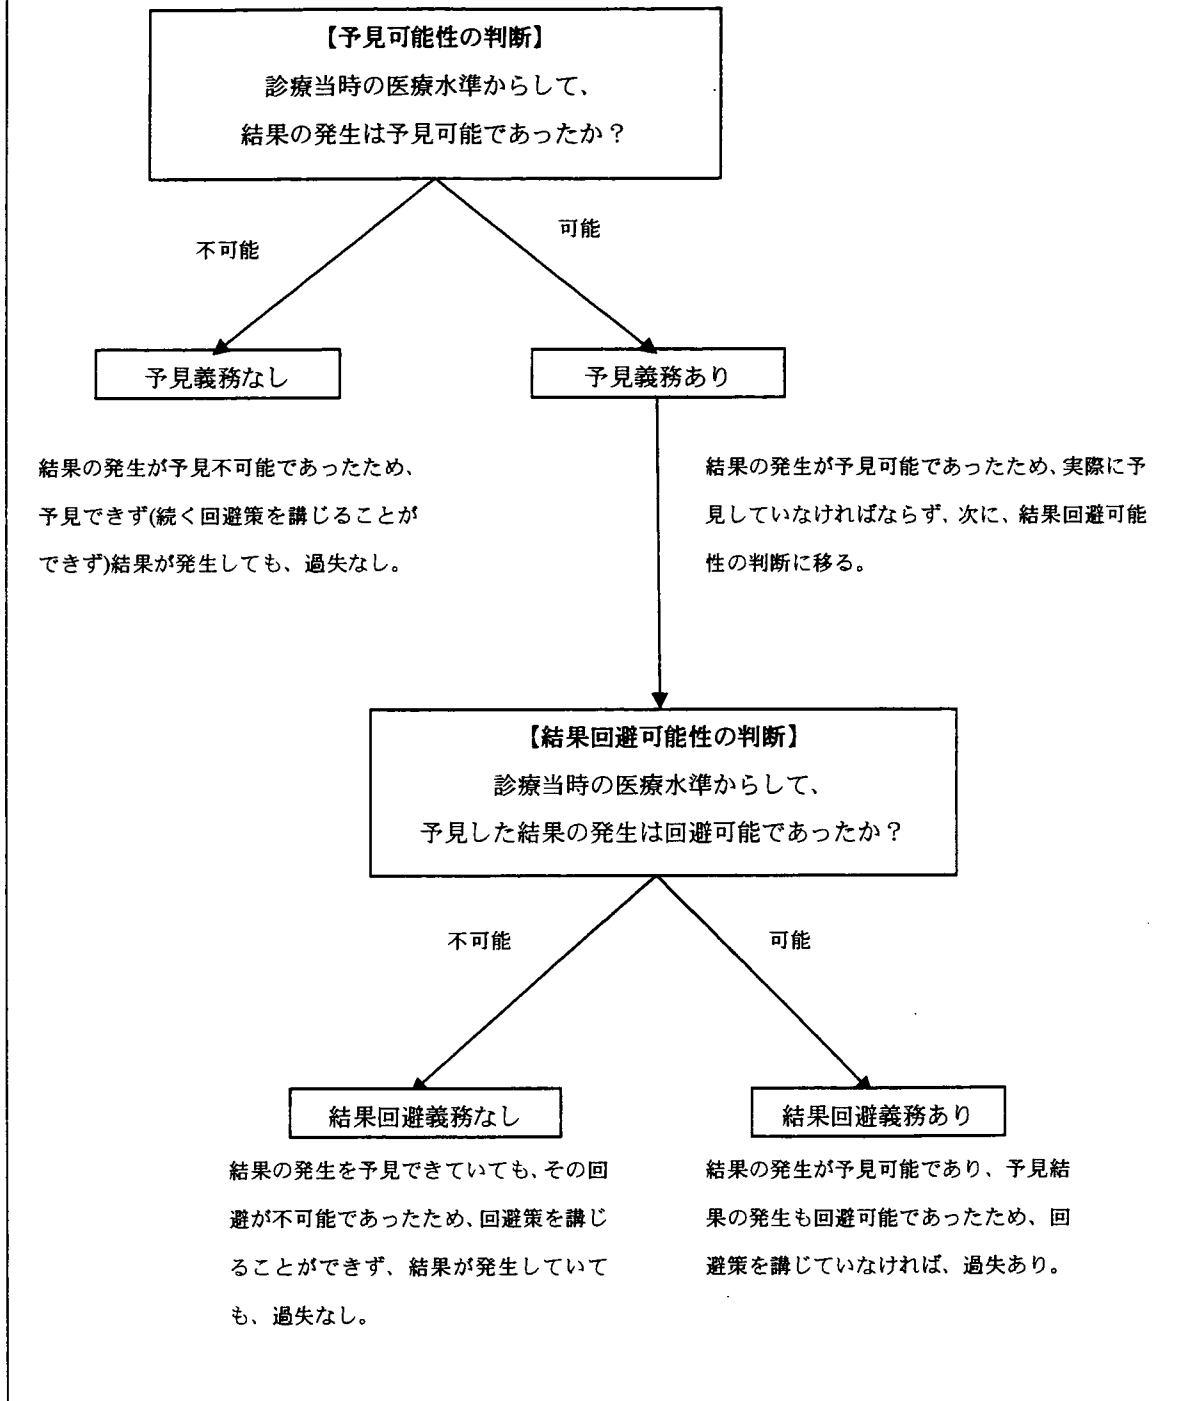 【予見可能性の判断】
診療当時の医療水準からして、
結果の発生は予見可能であったか？
不可能
可能
予見義務なし
予見義務あり
結果の発生が予見不可能であったため、
予見できず(続く回避策を講じることが
できず)結果が発生しても、過失なし。
結果の発生が予見可能であったため、実際に予
見していなければならず、次に、結果回避可能
性の判断に移る。
【結果回避可能性の判断】
診療当時の医療水準からして、
予見した結果の発生は回避可能であったか？
不可能
可能
結果回避義務なし
結果回避義務あり
結果の発生を予見できていても、その回
避が不可能であったため、回避策を講じ
ることができず、結果が発生していて
も、過失なし。
結果の発生が予見可能であり、予見結
果の発生も回避可能であったため、回
避策を講じていなければ、過失あり。